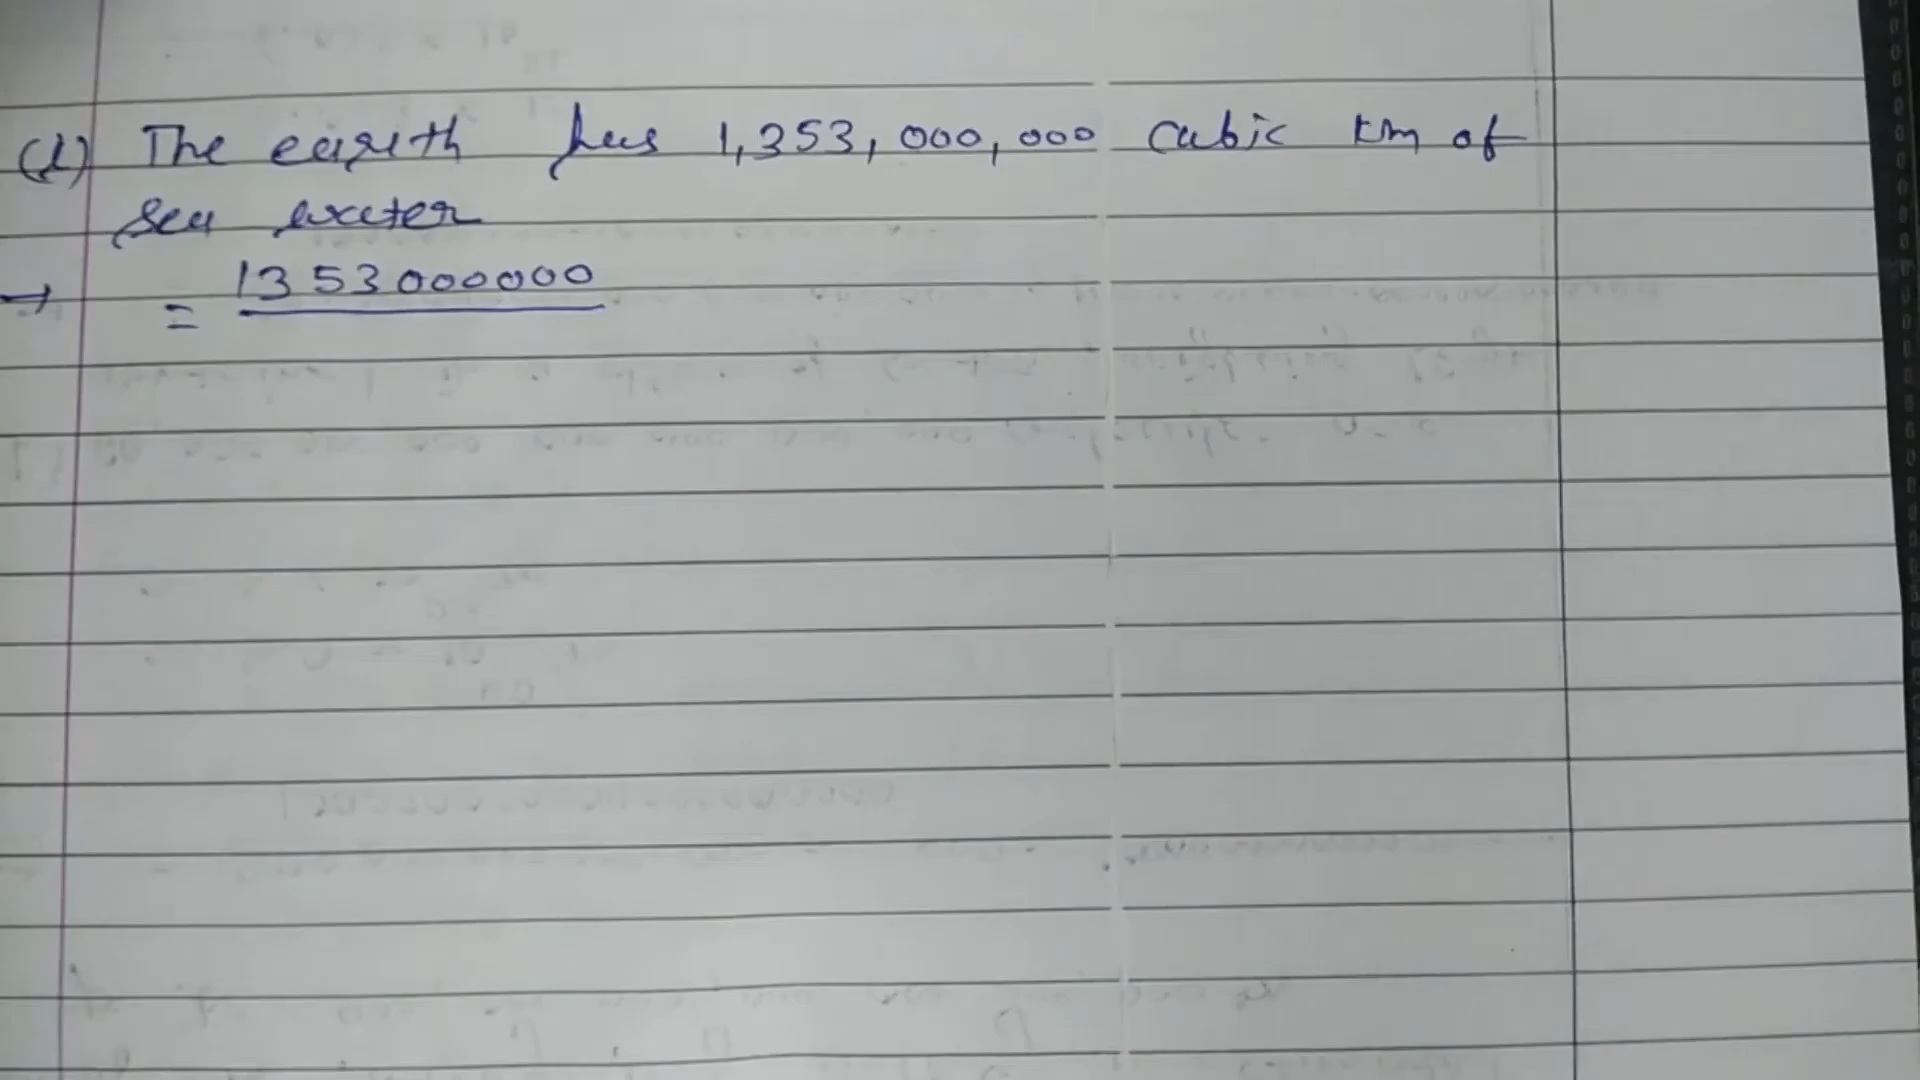 (d) The earth has 1,353,000,000 cubic km of
sea water
→ = 1353000000